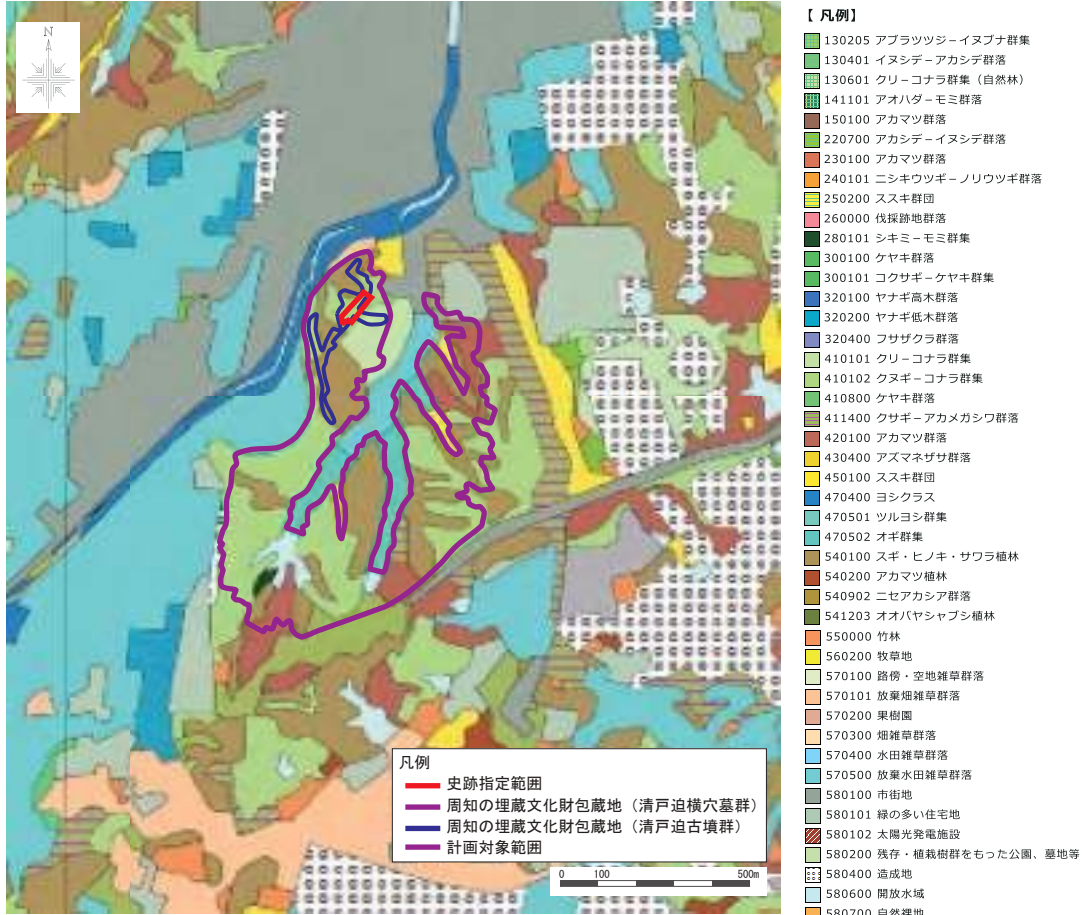 N
【 凡例】
130205 アブラツツジ－イヌブナ群集
130401 イヌシデ－アカシデ群落
130601 クリ－コナラ群集（自然林）
141101 アオハダ－モミ群落
150100 アカマツ群落
220700 アカシデ－イヌシデ群落
230100 アカマツ群落
240101 ニシキウツギ－ノリウツギ群落
250200 ススキ群団
260000 伐採跡地群落
280101 シキミ－モミ群集
300100 ケヤキ群落
300101 コクサギ－ケヤキ群集
320100 ヤナギ高木群落
320200 ヤナギ低木群落
320400 フサザクラ群落
410101 クリ－コナラ群集
410102 クヌギ－コナラ群集
410800 ケヤキ群落
411400 クサギ－アカメガシワ群落
420100 アカマツ群落
430400 アズマネザサ群落
450100 ススキ群団
470400 ヨシクラス
470501 ツルヨシ群集
470502 オギ群集
540100 スギ・ヒノキ・サワラ植林
540200 アカマツ植林
540902 ニセアカシア群落
541203 オオバヤシャブシ植林
550000 竹林
560200 牧草地
570100 路傍・空地雑草群落
570101 放棄畑雑草群落
570200 果樹園
570300 畑雑草群落
570400 水田雑草群落
570500 放棄水田雑草群落
580100 市街地
580101 緑の多い住宅地
580102 太陽光発電施設
580200 残存・植栽樹群をもった公園、墓地等
580400 造成地
580600 開放水域
580700 自然裸地
凡例
史跡指定範囲
周知の埋蔵文化財包蔵地（清戸迫横穴墓群）
周知の埋蔵文化財包蔵地（清戸迫古墳群）
計画対象範囲
0 100 500m